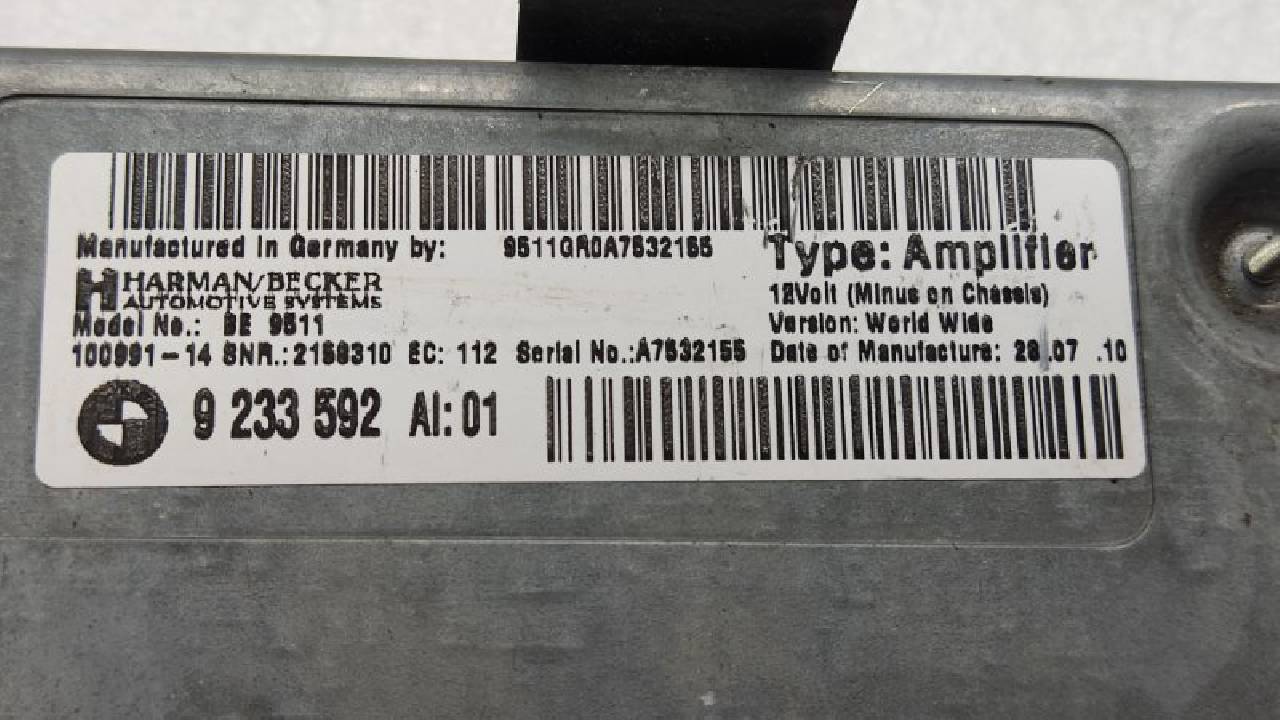 Manufactured in Germany by: 9511GR0A7532155
Type: Amplifier
HARMAN/BECKER
AUTOMOTIVE SYSTEMS
12Volt (Minus on Chassis)
Model No.: BE 9511
Version: World Wide
100991-14 SNR.:2159310 EC: 112 Serial No.:A7532155 Date of Manufacture: 28.07 .10
9 233 592 AI:01